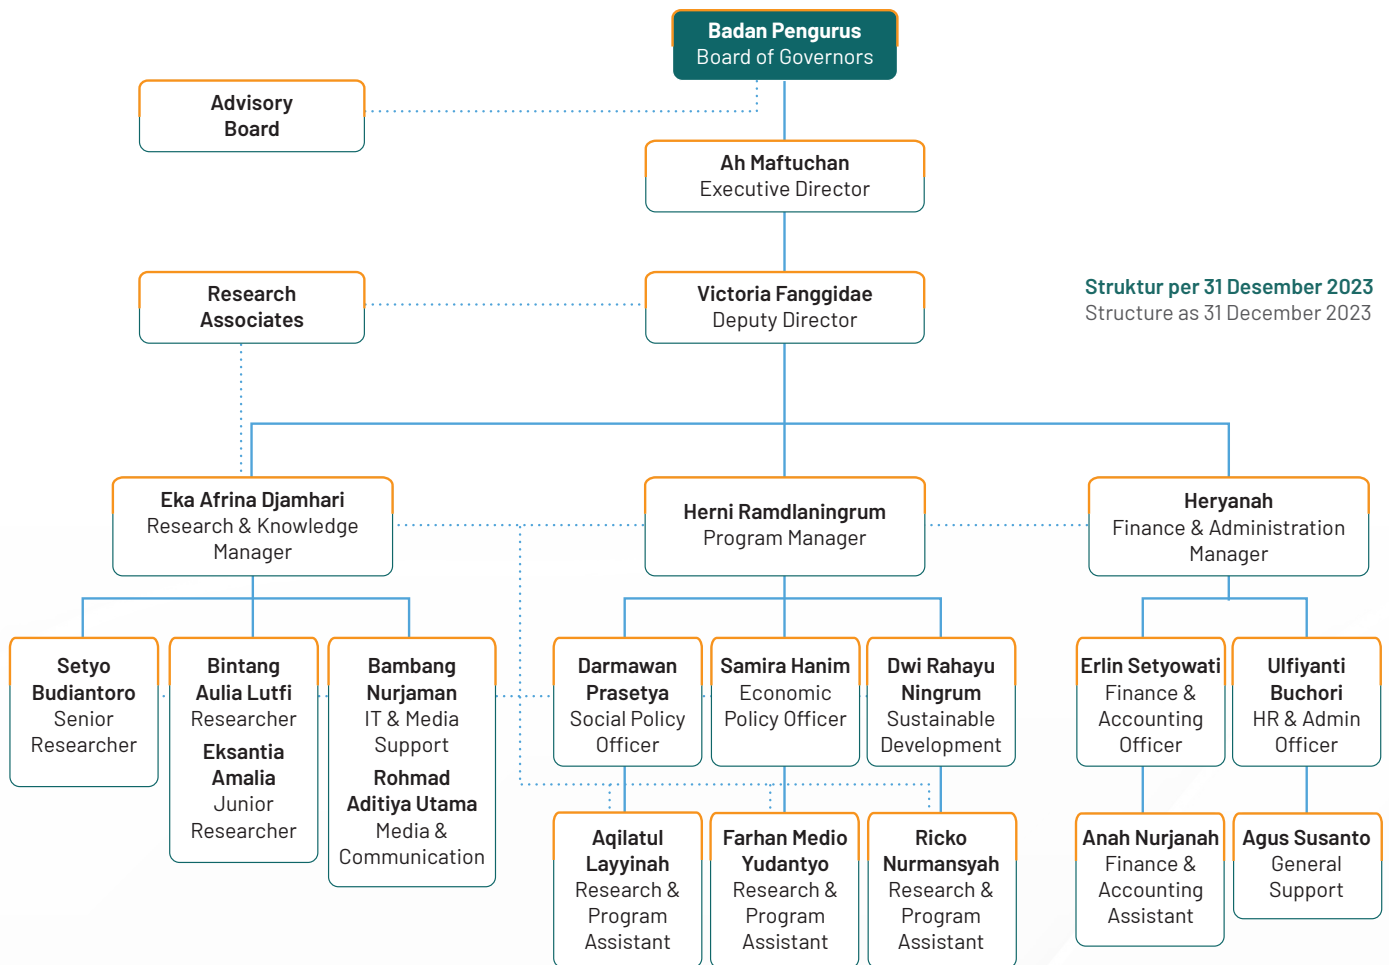 Badan Pengurus
Board of Governors
Advisory
Board
Ah Maftuchan
Executive Director
Research
Associates
Victoria Fanggidae
Deputy Director
Struktur per 31 Desember 2023
Structure as 31 December 2023
Eka Afrina Djamhari
Research & Knowledge
Manager
Herni Ramdlaningrum
Program Manager
Heryanah
Finance & Administration
Manager
Setyo
Budiantoro
Senior
Researcher
Bintang
Aulia Lutfi
Researcher
Eksantia
Amalia
Junior
Researcher
Bambang
Nurjaman
IT & Media
Support
Rohmad
Aditiya Utama
Media &
Communication
Darmawan
Prasetya
Social Policy
Officer
Samira Hanim
Economic
Policy Officer
Dwi Rahayu
Ningrum
Sustainable
Development
Erlin Setyowati
Finance &
Accounting
Officer
Ulfiyanti
Buchori
HR & Admin
Officer
Aqilatul
Layyinah
Research &
Program
Assistant
Farhan Medio
Yudantyo
Research &
Program
Assistant
Ricko
Nurmansyah
Research &
Program
Assistant
Anah Nurjanah
Finance &
Accounting
Assistant
Agus Susanto
General
Support